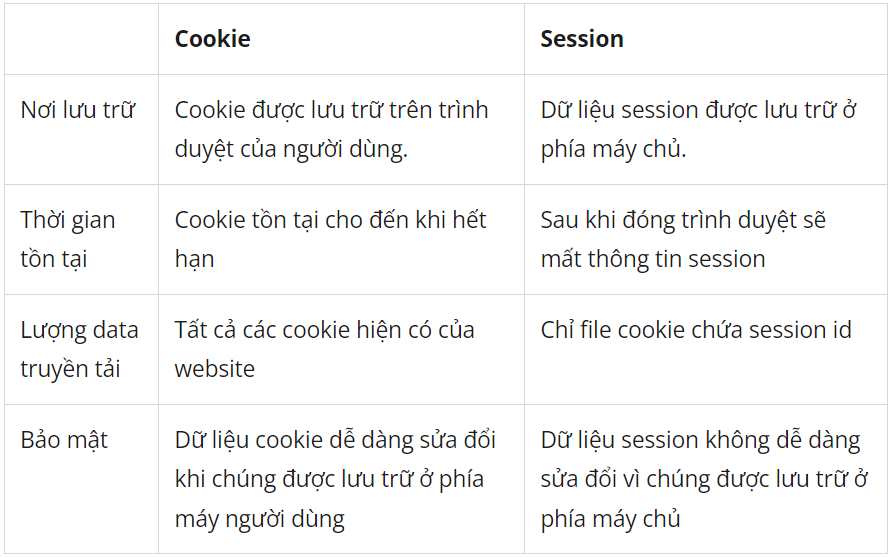 Cookie
Session
Nơi lưu trữ
Cookie được lưu trữ trên trình
duyệt của người dùng.
Dữ liệu session được lưu trữ ở
phía máy chủ.
Thời gian
tồn tại
Cookie tồn tại cho đến khi hết
hạn
Sau khi đóng trình duyệt sẽ
mất thông tin session
Lượng data
truyền tải
Tất cả các cookie hiện có của
website
Chỉ file cookie chứa session id
Bảo mật
Dữ liệu cookie dễ dàng sửa đổi
khi chúng được lưu trữ ở phía
máy người dùng
Dữ liệu session không dễ dàng
sửa đổi vì chúng được lưu trữ ở
phía máy chủ